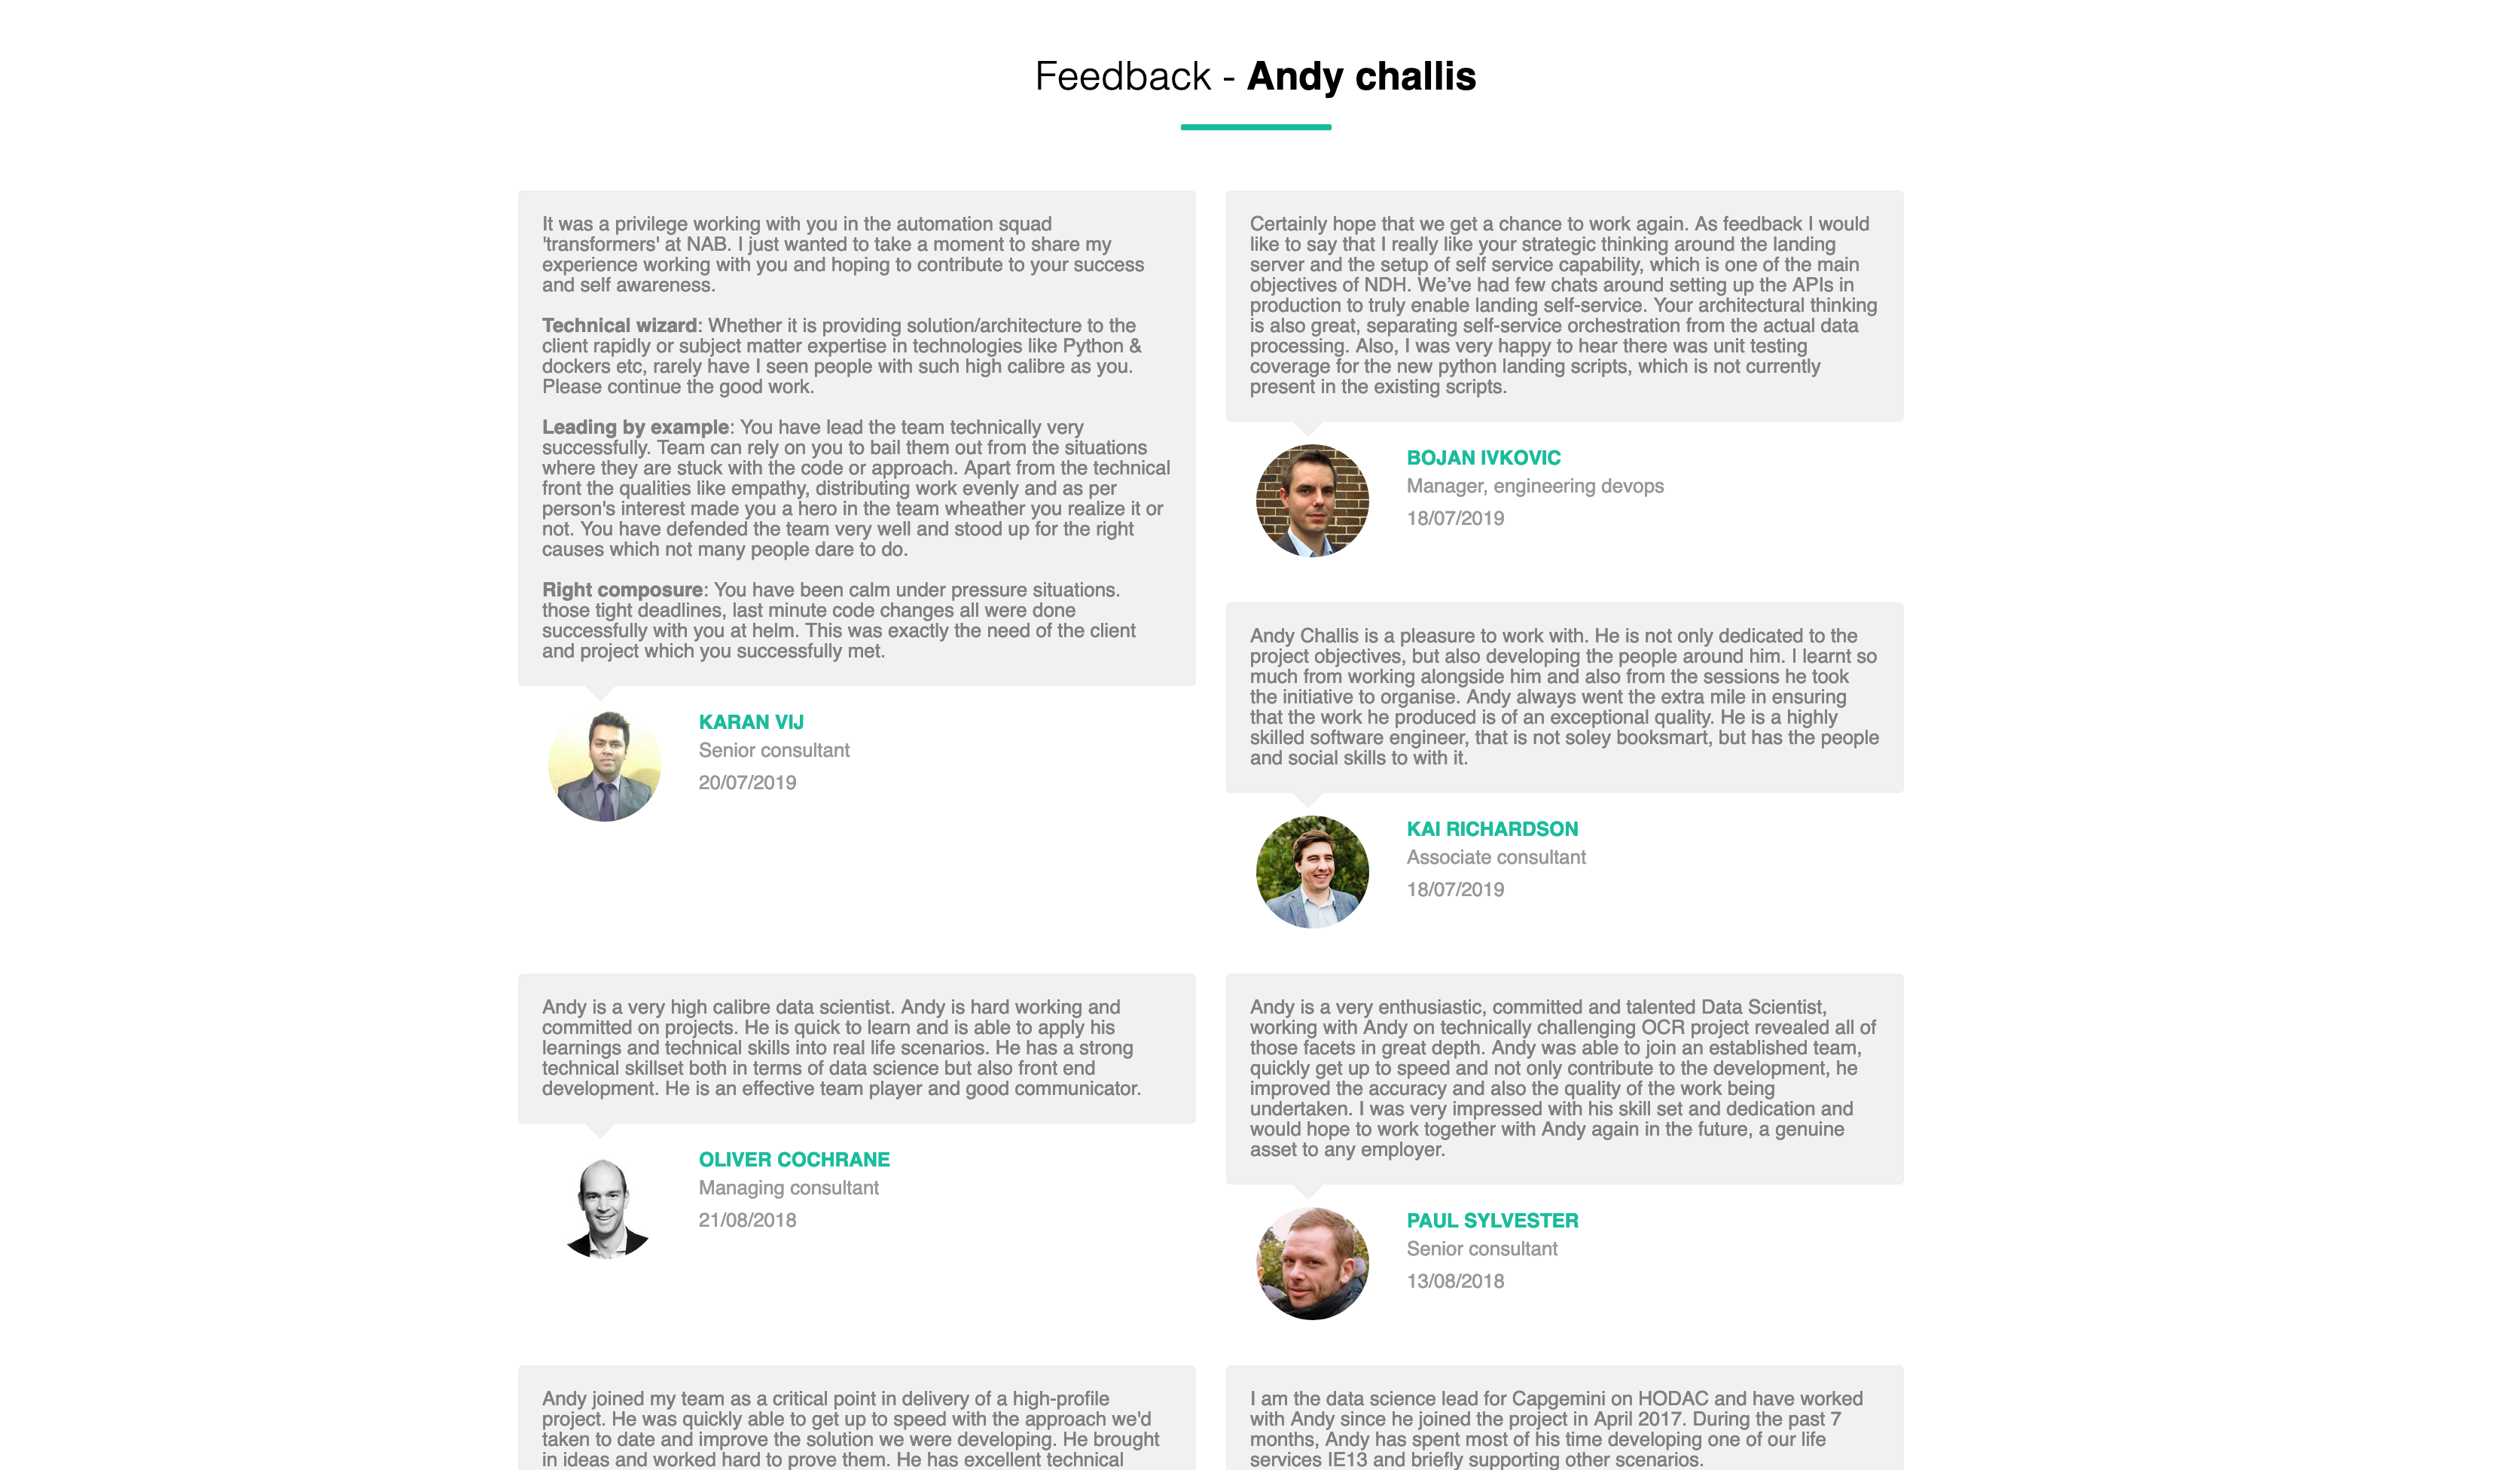 Feedback - Andy challis
It was a privilege working with you in the automation squad
'transformers' at NAB. I just wanted to take a moment to share my
experience working with you and hoping to contribute to your success
and self awareness.
Technical wizard: Whether it is providing solution/architecture to the
client rapidly or subject matter expertise in technologies like Python &
dockers etc, rarely have I seen people with such high calibre as you.
Please continue the good work.
Leading by example: You have lead the team technically very
successfully. Team can rely on you to bail them out from the situations
where they are stuck with the code or approach. Apart from the technical
front the qualities like empathy, distributing work evenly and as per
person's interest made you a hero in the team wheather you realize it or
not. You have defended the team very well and stood up for the right
causes which not many people dare to do.
Right composure: You have been calm under pressure situations.
those tight deadlines, last minute code changes all were done
successfully with you at helm. This was exactly the need of the client
and project which you successfully met.
KARAN VIJ
Senior consultant
20/07/2019
Certainly hope that we get a chance to work again. As feedback I would
like to say that I really like your strategic thinking around the landing
server and the setup of self service capability, which is one of the main
objectives of NDH. We’ve had few chats around setting up the APIs in
production to truly enable landing self-service. Your architectural thinking
is also great, separating self-service orchestration from the actual data
processing. Also, I was very happy to hear there was unit testing
coverage for the new python landing scripts, which is not currently
present in the existing scripts.
BOJAN IVKOVIC
Manager, engineering devops
18/07/2019
Andy Challis is a pleasure to work with. He is not only dedicated to the
project objectives, but also developing the people around him. I learnt so
much from working alongside him and also from the sessions he took
the initiative to organise. Andy always went the extra mile in ensuring
that the work he produced is of an exceptional quality. He is a highly
skilled software engineer, that is not soley booksmart, but has the people
and social skills to with it.
KAI RICHARDSON
Associate consultant
18/07/2019
Andy is a very high calibre data scientist. Andy is hard working and
committed on projects. He is quick to learn and is able to apply his
learnings and technical skills into real life scenarios. He has a strong
technical skillset both in terms of data science but also front end
development. He is an effective team player and good communicator.
OLIVER COCHRANE
Managing consultant
21/08/2018
Andy is a very enthusiastic, committed and talented Data Scientist,
working with Andy on technically challenging OCR project revealed all of
those facets in great depth. Andy was able to join an established team,
quickly get up to speed and not only contribute to the development, he
improved the accuracy and also the quality of the work being
undertaken. I was very impressed with his skill set and dedication and
would hope to work together with Andy again in the future, a genuine
asset to any employer.
PAUL SYLVESTER
Senior consultant
13/08/2018
Andy joined my team as a critical point in delivery of a high-profile
project. He was quickly able to get up to speed with the approach we'd
taken to date and improve the solution we were developing. He brought
in ideas and worked hard to prove them. He has excellent technical
I am the data science lead for Capgemini on HODAC and have worked
with Andy since he joined the project in April 2017. During the past 7
months, Andy has spent most of his time developing one of our life
services IE13 and briefly supporting other scenarios.